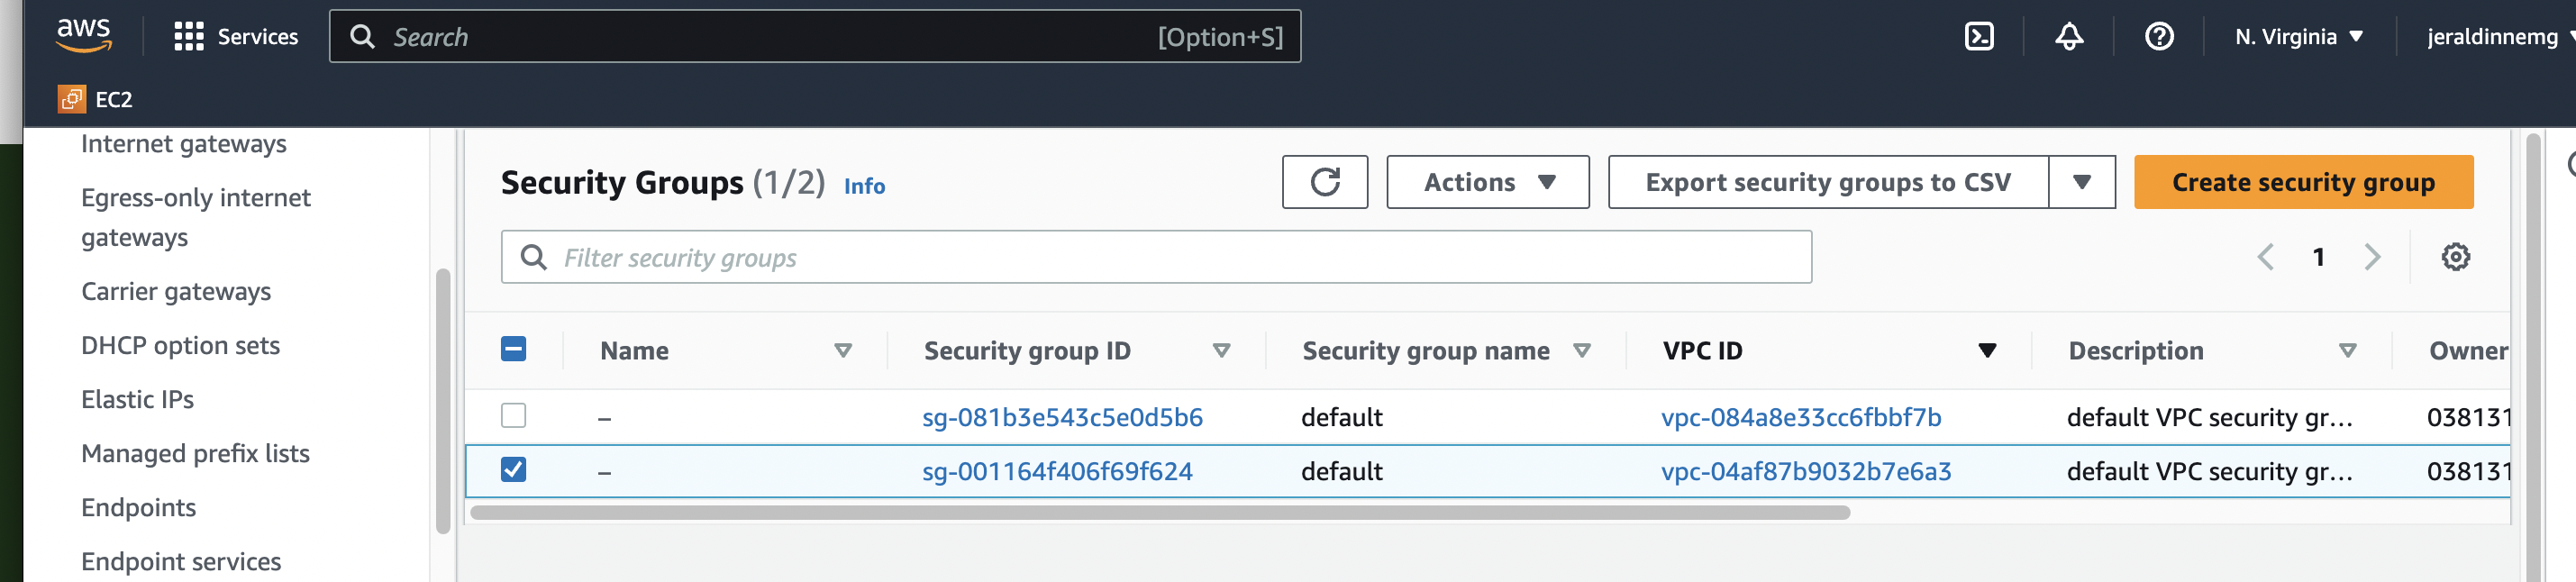 aws
Services
Search
[Option+S]
N. Virginia
jeraldinnemg
EC2
Internet gateways
Egress-only internet
gateways
Carrier gateways
DHCP option sets
Elastic IPs
Managed prefix lists
Endpoints
Endpoint services
Security Groups (1/2) Info
Actions
Export security groups to CSV
Create security group
Filter security groups
1
Name Security group ID Security group name VPC ID Description Owner
– sg-081b3e543c5e0d5b6 default vpc-084a8e33cc6fbbf7b default VPC security gr... 038131
– sg-001164f406f69f624 default vpc-04af87b9032b7e6a3 default VPC security gr... 038131